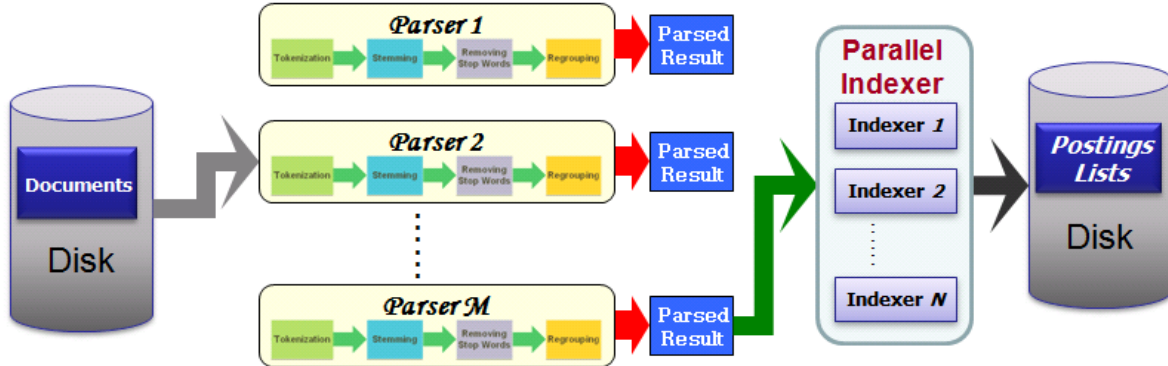 Parser 1
Tokenization
Stemming
Removing
Stop Words
Regrouping
Parsed
Result
Documents
Disk
Parser 2
Tokenization
Stemming
Removing
Stop Words
Regrouping
Parsed
Result
Parser M
Tokenization
Stemming
Removing
Stop Words
Regrouping
Parsed
Result
Parallel
Indexer
Indexer 1
Indexer 2
Indexer N
Postings
Lists
Disk